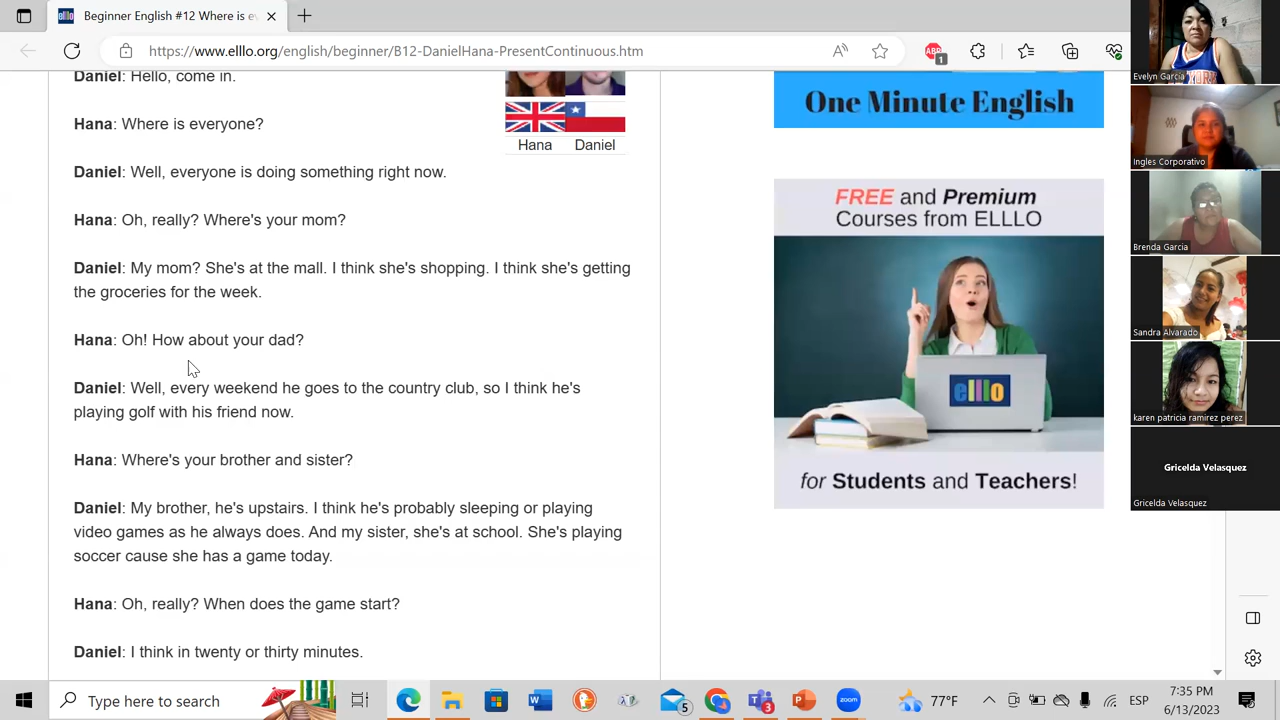 Beginner English #12 Where is e
https://www.elllo.org/english/beginner/B12-DanielHana-PresentContinuous.htm
1
Daniel: Hello, come in.
Hana: Where is everyone?
Hana Daniel
Daniel: Well, everyone is doing something right now.
Hana: Oh, really? Where's your mom?
Daniel: My mom? She's at the mall. I think she's shopping. I think she's getting
the groceries for the week.
Hana: Oh! How about your dad?
Daniel: Well, every weekend he goes to the country club, so I think he's
playing golf with his friend now.
Hana: Where's your brother and sister?
Daniel: My brother, he's upstairs. I think he's probably sleeping or playing
video games as he always does. And my sister, she's at school. She's playing
soccer cause she has a game today.
Hana: Oh, really? When does the game start?
Daniel: I think in twenty or thirty minutes.
One Minute English
FREE and Premium
Courses from ELLLO
elllo
for Students and Teachers!
Evelyn Garcia
Ingles Corporativo
Brenda Garcia
Sandra Alvarado
karen patricia ramirez perez
Gricelda Velasquez
Gricelda Velasquez
Type here to search
5
3
zoom
77°F
ESP
7:35 PM
6/13/2023